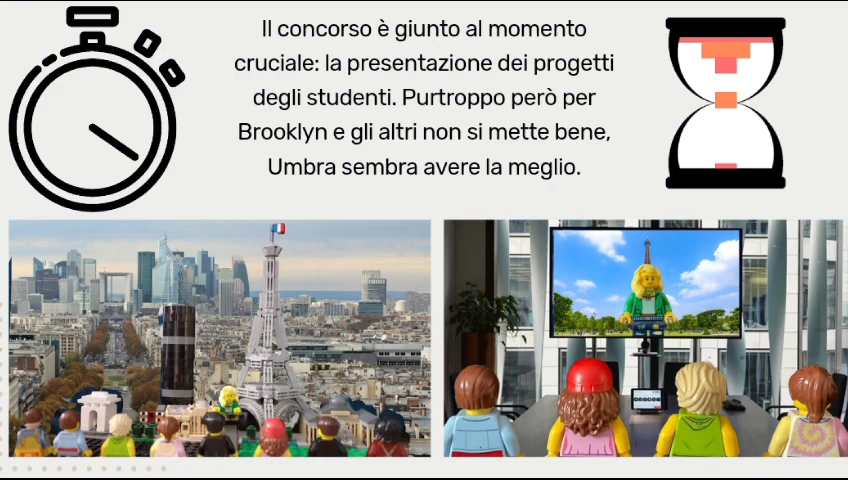 Il concorso è giunto al momento
cruciale: la presentazione dei progetti
degli studenti. Purtroppo però per
Brooklyn e gli altri non si mette bene,
Umbra sembra avere la meglio.